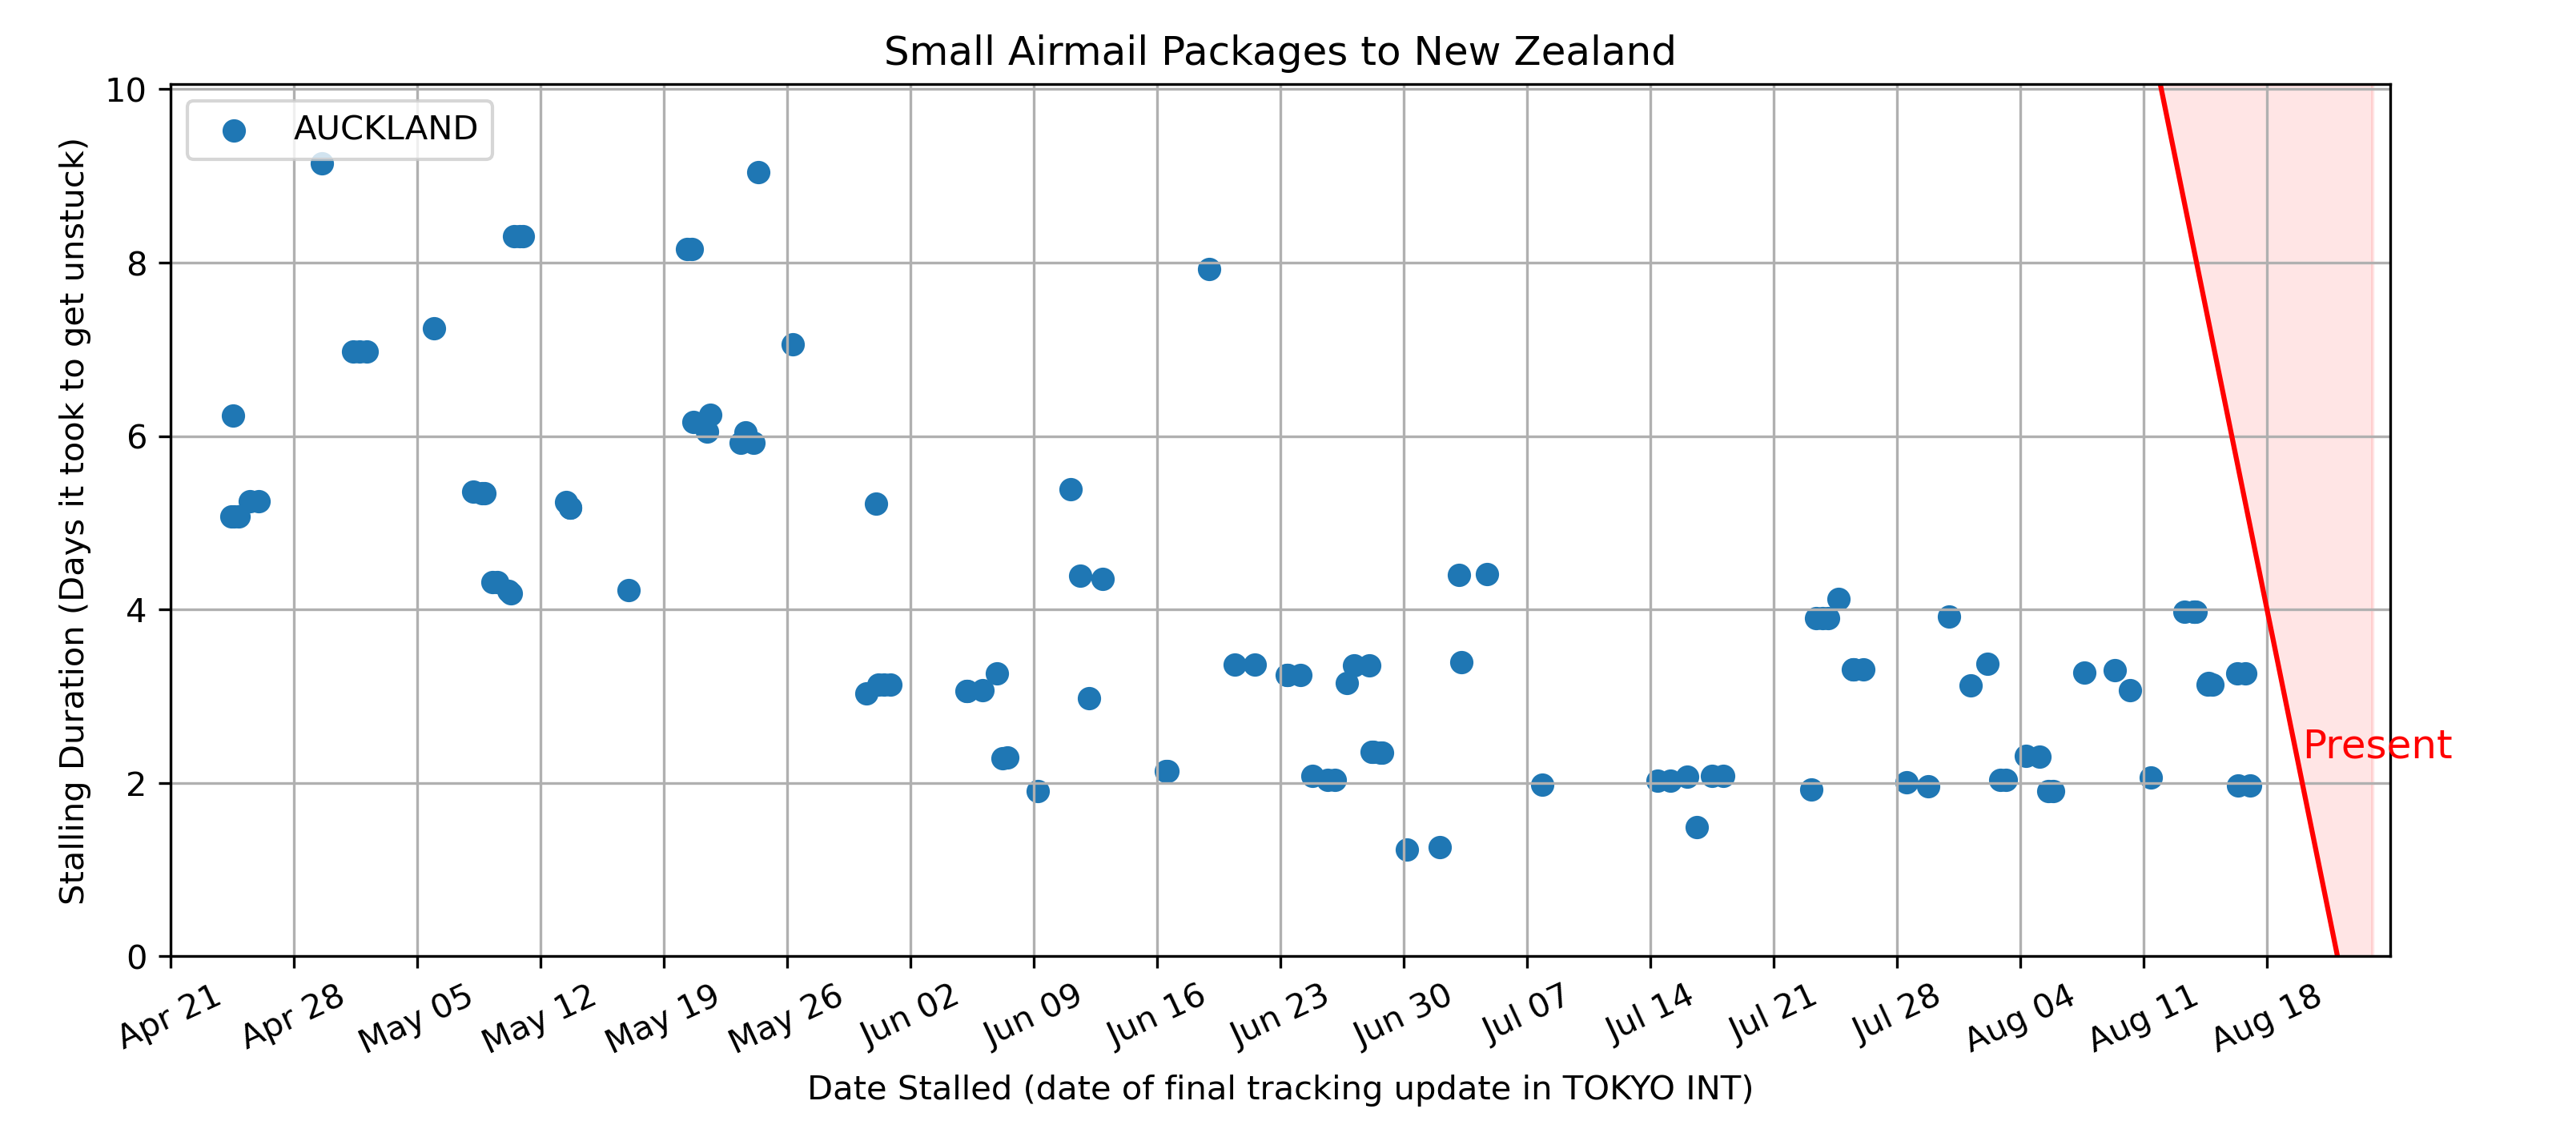 Small Airmail Packages to New Zealand
AUCKLAND
Stalling Duration (Days it took to get unstuck)
10
8
6
4
2
0
Present
Apr 21
Apr 28
May 05
May 12
May 19
May 26
Jun 02
Jun 09
Jun 16
Jun 23
Jun 30
Jul 07
Jul 14
Jul 21
Jul 28
Aug 04
Aug 11
Aug 18
Date Stalled (date of final tracking update in TOKYO INT)